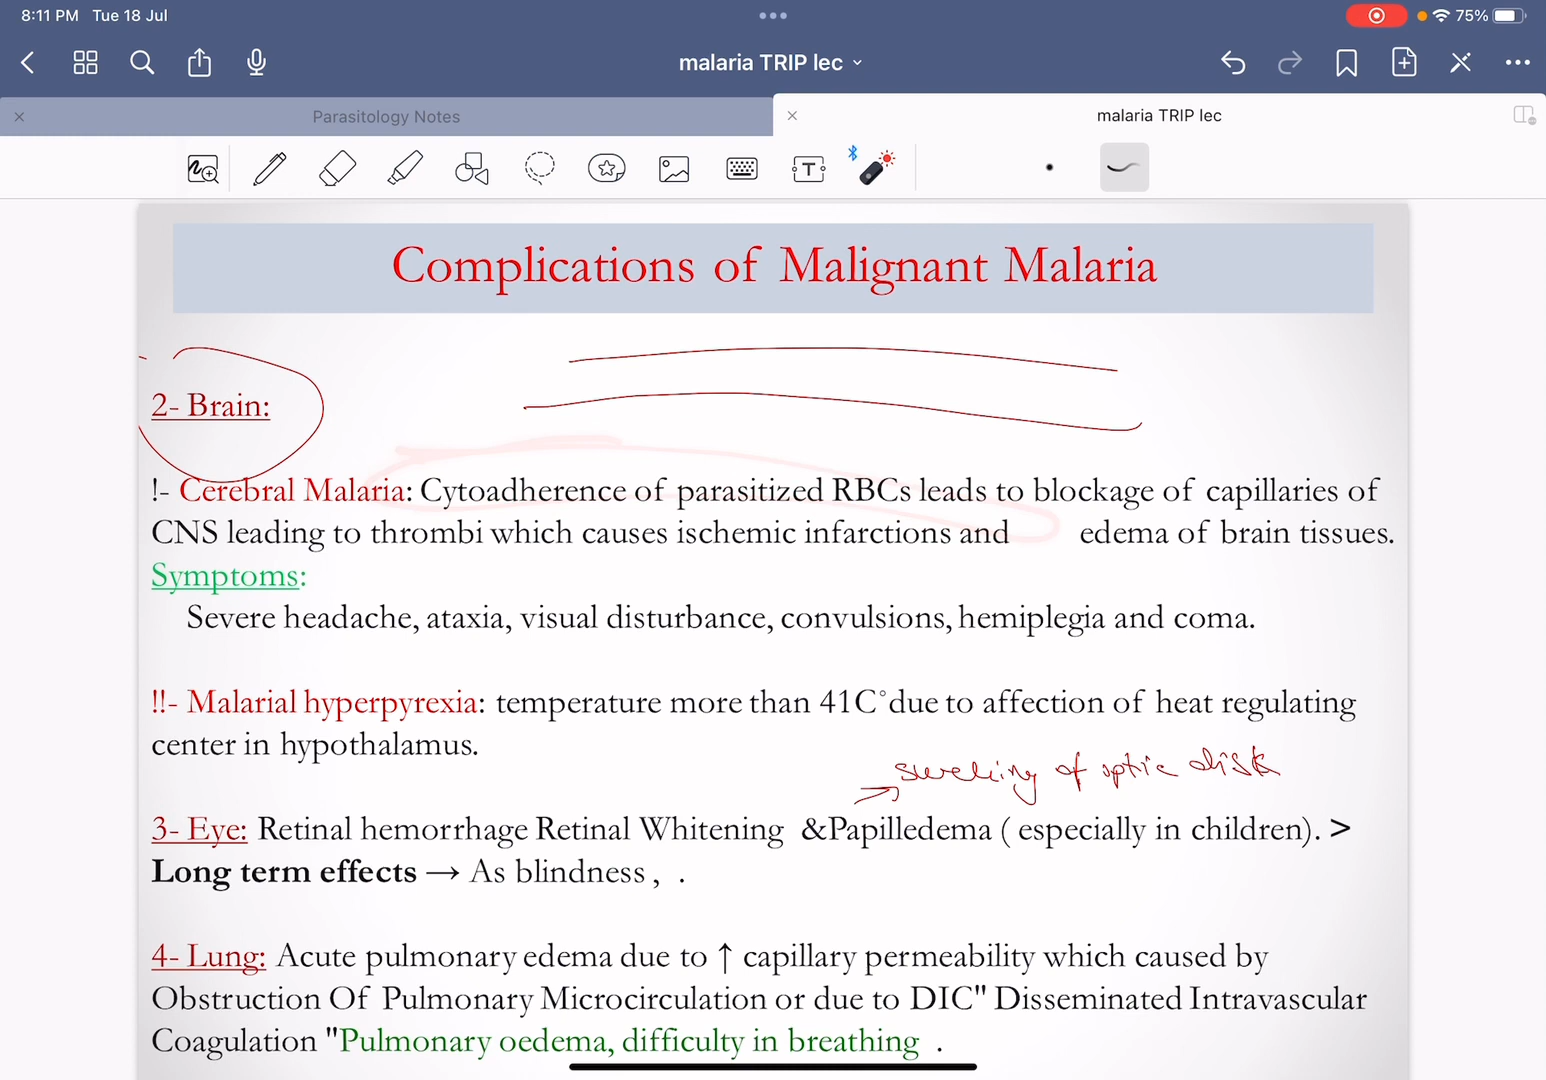 8:11 PM Tue 18 Jul
75%
malaria TRIP lec
Parasitology Notes
malaria TRIP lec
T
Complications of Malignant Malaria
2- Brain:
!- Cerebral Malaria: Cytoadherence of parasitized RBCs leads to blockage of capillaries of
CNS leading to thrombi which causes ischemic infarctions and edema of brain tissues.
Symptoms:
Severe headache, ataxia, visual disturbance, convulsions, hemiplegia and coma.
!!- Malarial hyperpyrexia: temperature more than 41C° due to affection of heat regulating
center in hypothalamus.
→ swelling of optic disk
3- Eye: Retinal hemorrhage Retinal Whitening &Papilledema ( especially in children). >
Long term effects → As blindness , .
4- Lung: Acute pulmonary edema due to ↑ capillary permeability which caused by
Obstruction Of Pulmonary Microcirculation or due to DIC" Disseminated Intravascular
Coagulation "Pulmonary oedema, difficulty in breathing .